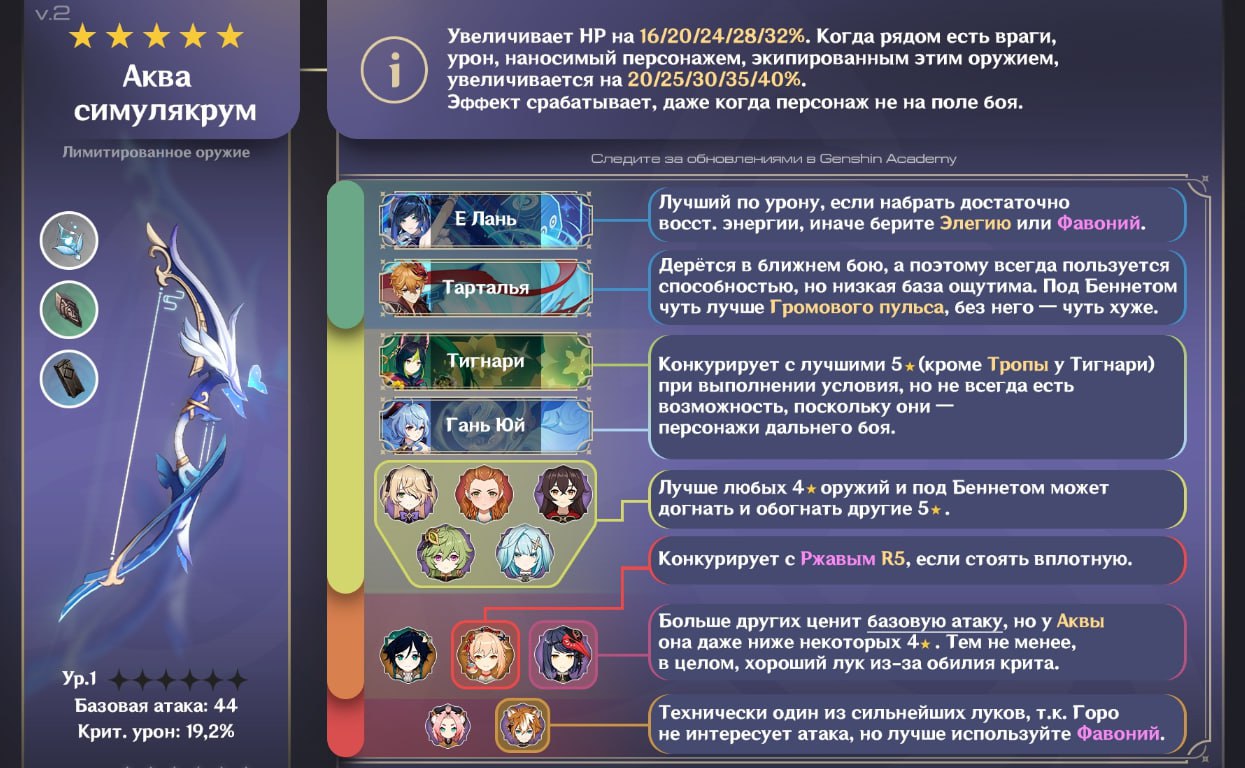 v.2
Аква
симулякрум
Лимитированное оружие
Увеличивает HP на 16/20/24/28/32%. Когда рядом есть враги,
урон, наносимый персонажем, экипированным этим оружием,
увеличивается на 20/25/30/35/40%.
Эффект срабатывает, даже когда персонаж не на поле боя.
Следите за обновлениями в Genshin Academy
Е Лань
Лучший по урону, если набрать достаточно
восст. энергии, иначе берите Элегию или Фавоний.
Тарталья
Дерётся в ближнем бою, а поэтому всегда пользуется
способностью, но низкая база ощутима. Под Беннетом
чуть лучше Громового пульса, без него — чуть хуже.
Тигнари
Гань Юй
Конкурирует с лучшими 5★ (кроме Тропы у Тигнари)
при выполнении условия, но не всегда есть
возможность, поскольку они —
персонажи дальнего боя.
Лучше любых 4★ оружий и под Беннетом может
догнать и обогнать другие 5★.
Конкурирует с Ржавым R5, если стоять вплотную.
Больше других ценит базовую атаку, но у Аквы
она даже ниже некоторых 4★. Тем не менее,
в целом, хороший лук из-за обилия крита.
Технически один из сильнейших луков, т.к. Горо
не интересует атака, но лучше используйте Фавоний.
Ур.1
Базовая атака: 44
Крит. урон: 19,2%